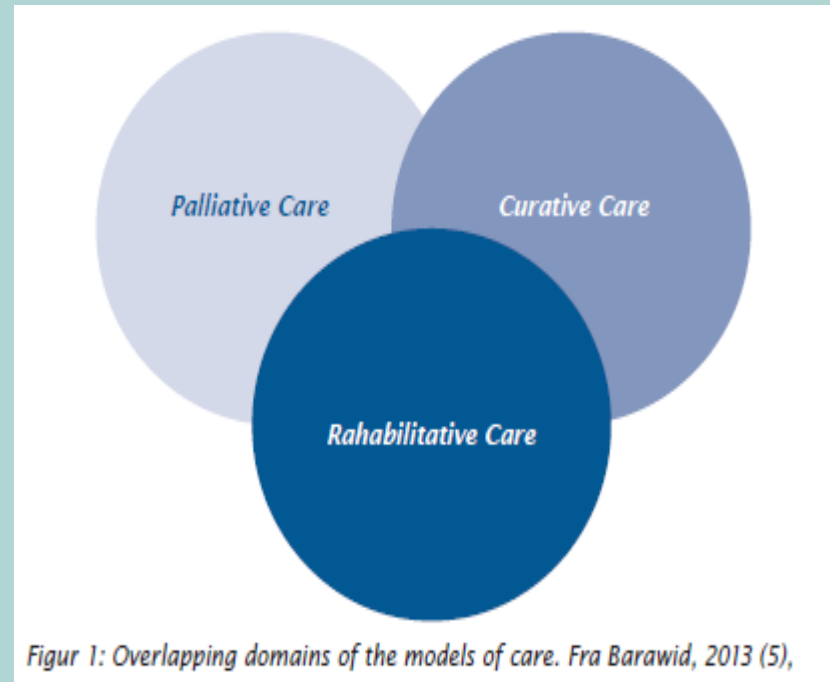 Palliative Care
Curative Care
Rahabilitative Care
Figur 1: Overlapping domains of the models of care. Fra Barawid, 2013 (5),